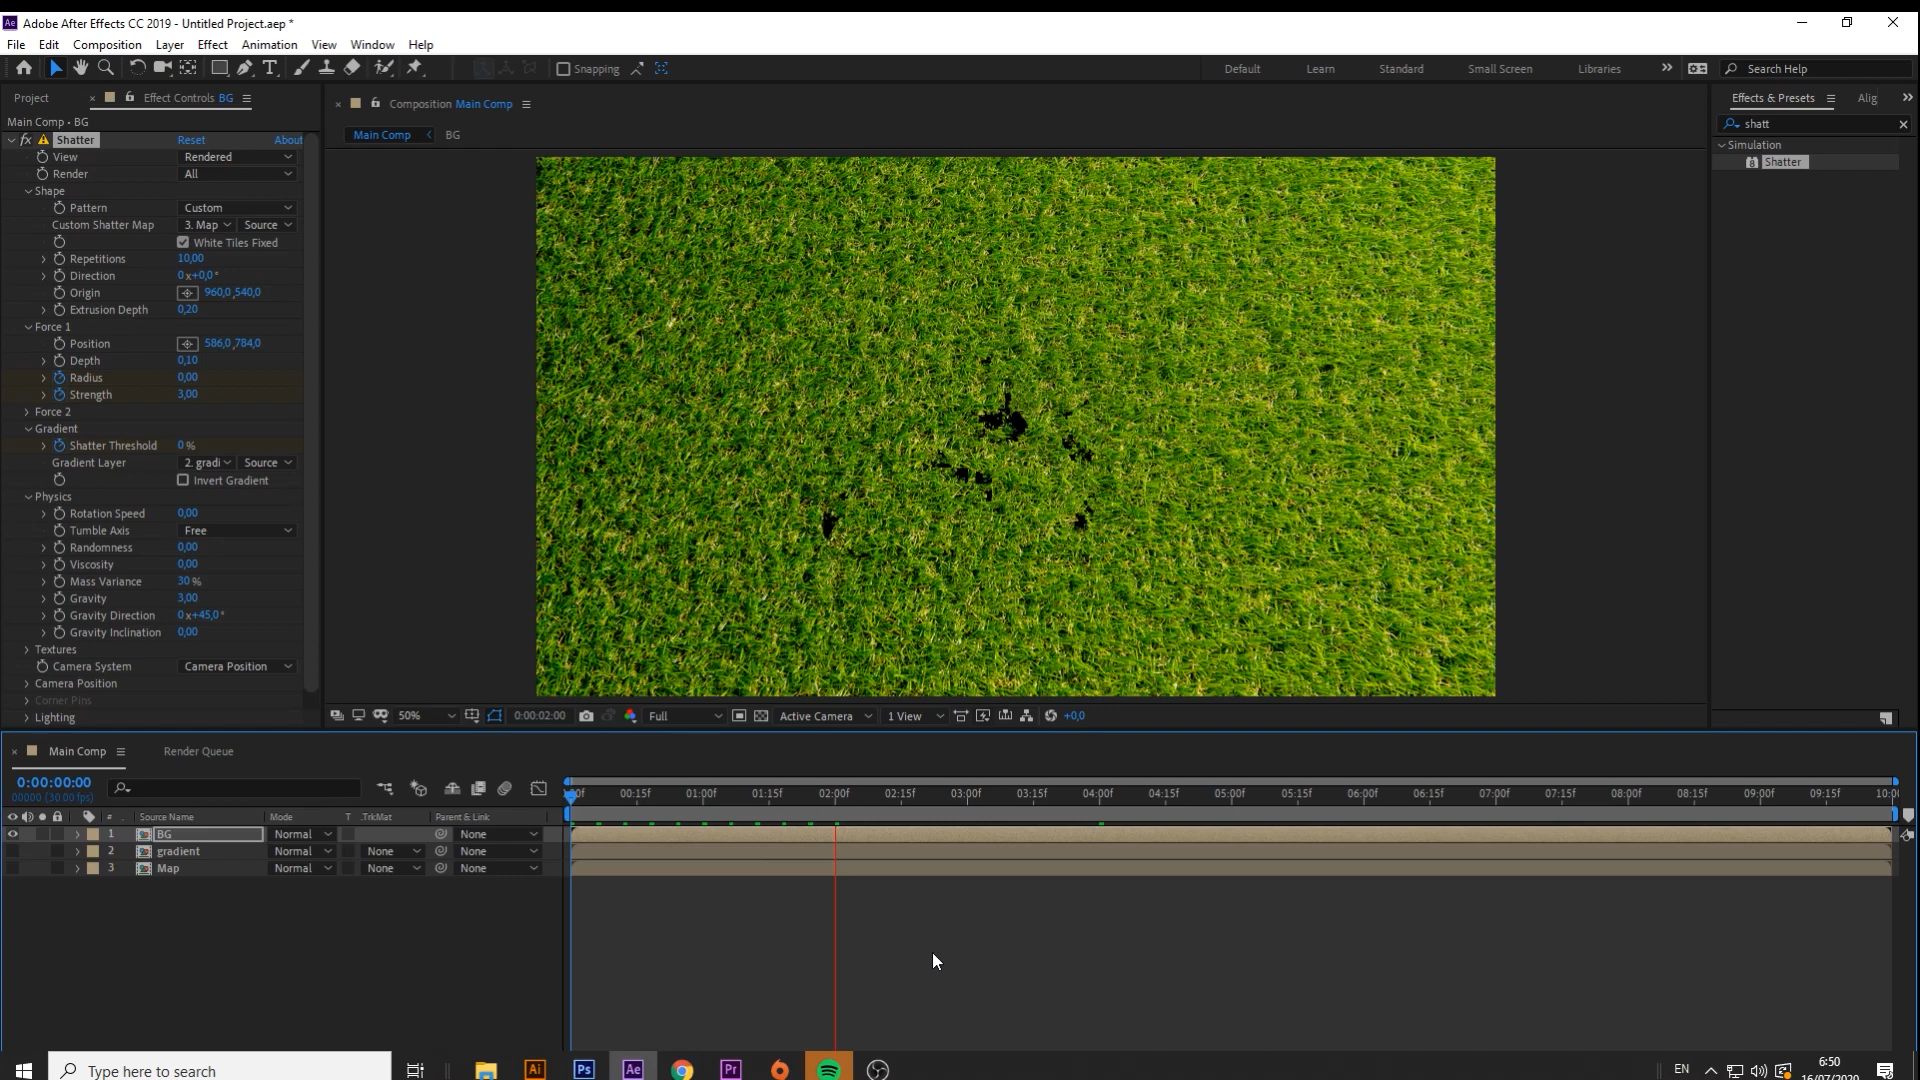 Adobe After Effects CC 2019 - Untitled Project.aep *
File Edit Composition Layer Effect Animation View Window Help
Snapping Default Learn Standard Small Screen Libraries Search Help
Project Effect Controls BG Composition Main Comp Effects & Presets Alig
Main Comp • BG
Main Comp BG
shatt
Simulation
Shatter
fx Shatter Reset About
View Rendered
Render All
Shape
Pattern Custom
Custom Shatter Map 3. Map Source
White Tiles Fixed
Repetitions 10,00
Direction 0x+0,0°
Origin 960,0,540,0
Extrusion Depth 0,20
Force 1
Position 586,0,784,0
Depth 0,10
Radius 0,00
Strength 3,00
Force 2
Gradient
Shatter Threshold 0 %
Gradient Layer 2. gradi Source
Invert Gradient
Physics
Rotation Speed 0,00
Tumble Axis Free
Randomness 0,00
Viscosity 0,00
Mass Variance 30 %
Gravity 3,00
Gravity Direction 0x+45,0°
Gravity Inclination 0,00
Textures
Camera System Camera Position
Camera Position
Corner Pins
Lighting
50% 0:00:02:00 Full Active Camera 1 View +0,0
Main Comp Render Queue
0:00:00:00
00000 (30.00 fps)
00:15f 01:00f 01:15f 02:00f 02:15f 03:00f 03:15f 04:00f 04:15f 05:00f 05:15f 06:00f 06:15f 07:00f 07:15f 08:00f 08:15f 09:00f 09:15f 10:0
# Source Name Mode T .TrkMat Parent & Link
1 BG Normal None
2 gradient Normal None None
3 Map Normal None None
Type here to search
Ai Ps Ae Pr
EN 6:50
16/07/2020